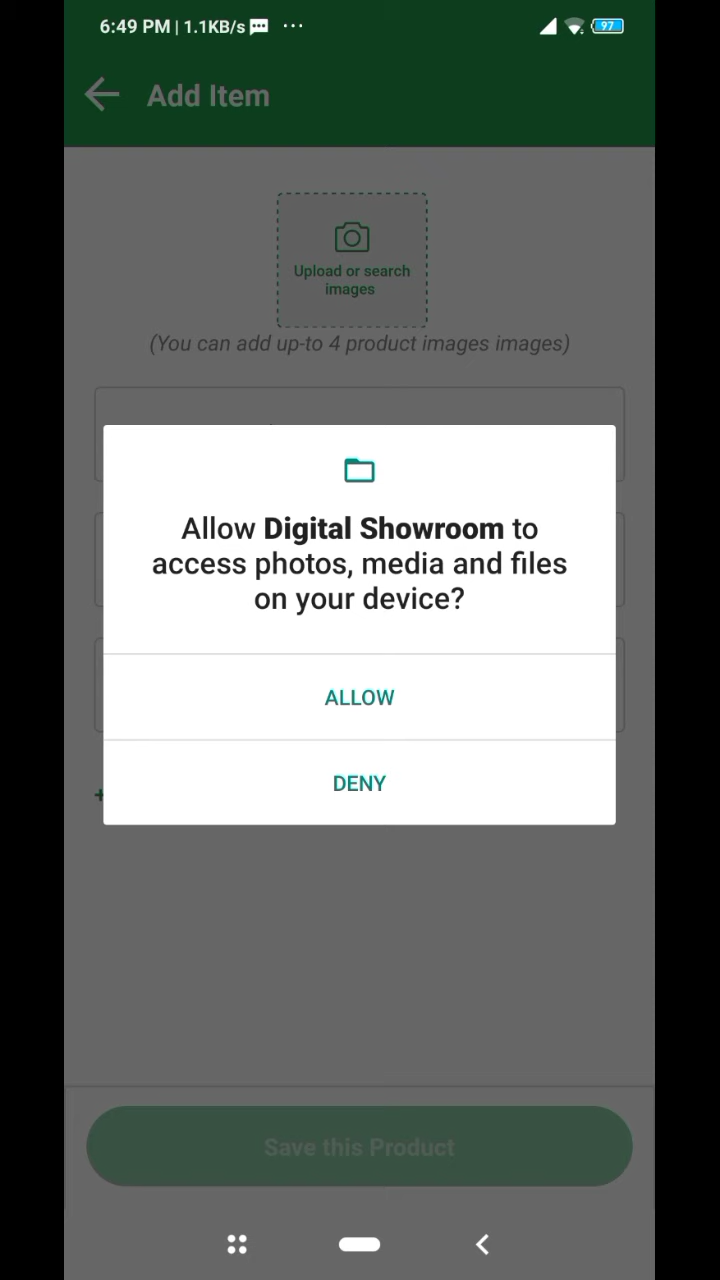 6:49 PM | 1.1KB/s ...
97
Add Item
Upload or search
images
(You can add up-to 4 product images images)
Allow Digital Showroom to
access photos, media and files
on your device?
ALLOW
DENY
+
Save this Product